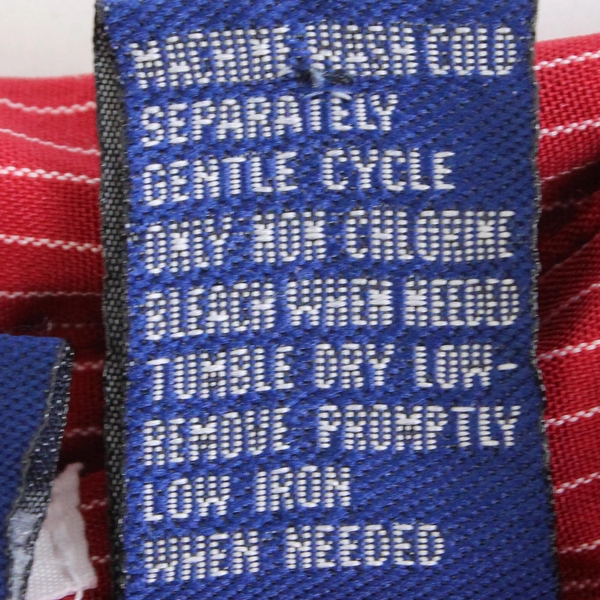 MACHINE WASH COLD
SEPARATELY
GENTLE CYCLE
ONLY NON CHLORINE
BLEACH WHEN NEEDED
TUMBLE DRY LOW-
REMOVE PROMPTLY
LOW IRON
WHEN NEEDED